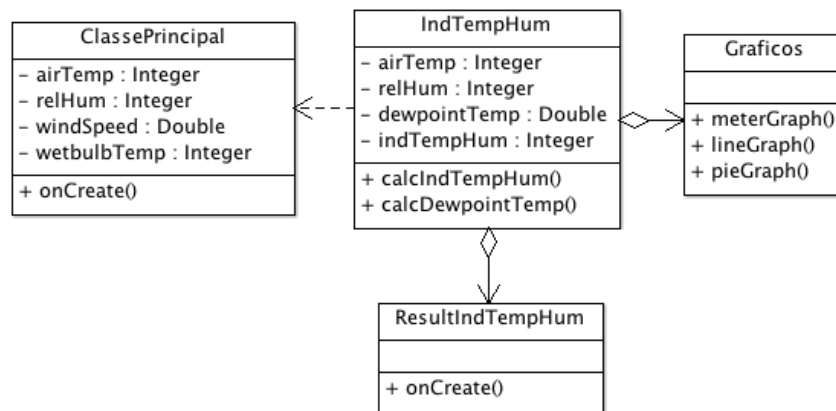 ClassePrincipal
- airTemp : Integer
- relHum : Integer
- windSpeed : Double
- wetbulbTemp : Integer
+ onCreate()
IndTempHum
- airTemp : Integer
- relHum : Integer
- dewpointTemp : Double
- indTempHum : Integer
+ calcIndTempHum()
+ calcDewpointTemp()
Graficos
+ meterGraph()
+ lineGraph()
+ pieGraph()
ResultIndTempHum
+ onCreate()